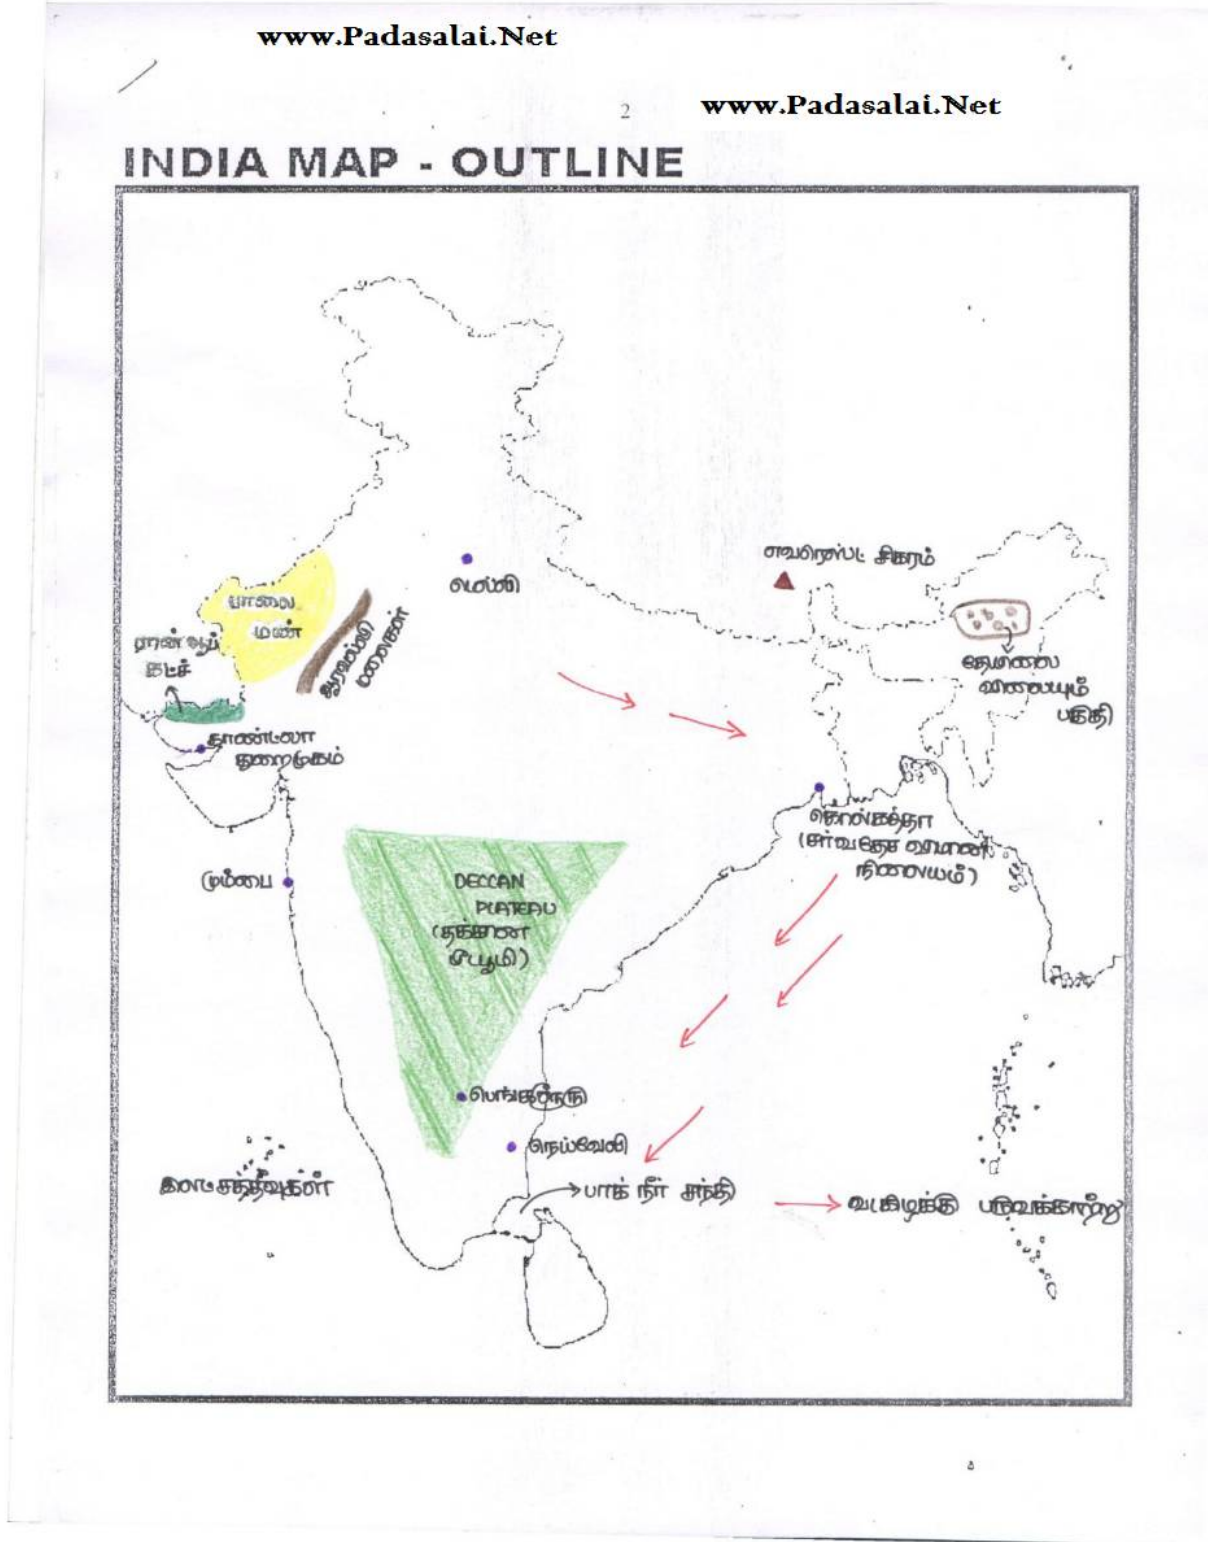 www.Padasalai.Net
www.Padasalai.Net
2
INDIA MAP - OUTLINE
எவரெஸ்ட் சிகரம்
டெல்லி
பாலை
மண்
ஆரவல்லி
மலைகள்
ரான் ஆப்
கட்ச்
தேயிலை
விளையும்
பகுதி
காண்ட்லா
துறைமுகம்
கொல்கத்தா
(சர்வதேச விமான
நிலையம்)
மும்பை
DECCAN
PLATEAU
(தக்காண
பீடபூமி)
பெங்களூரு
நெய்வேலி
இலட்சத்தீவுகள்
பாக் நீர் சந்தி
வடகிழக்கு பருவக்காற்று